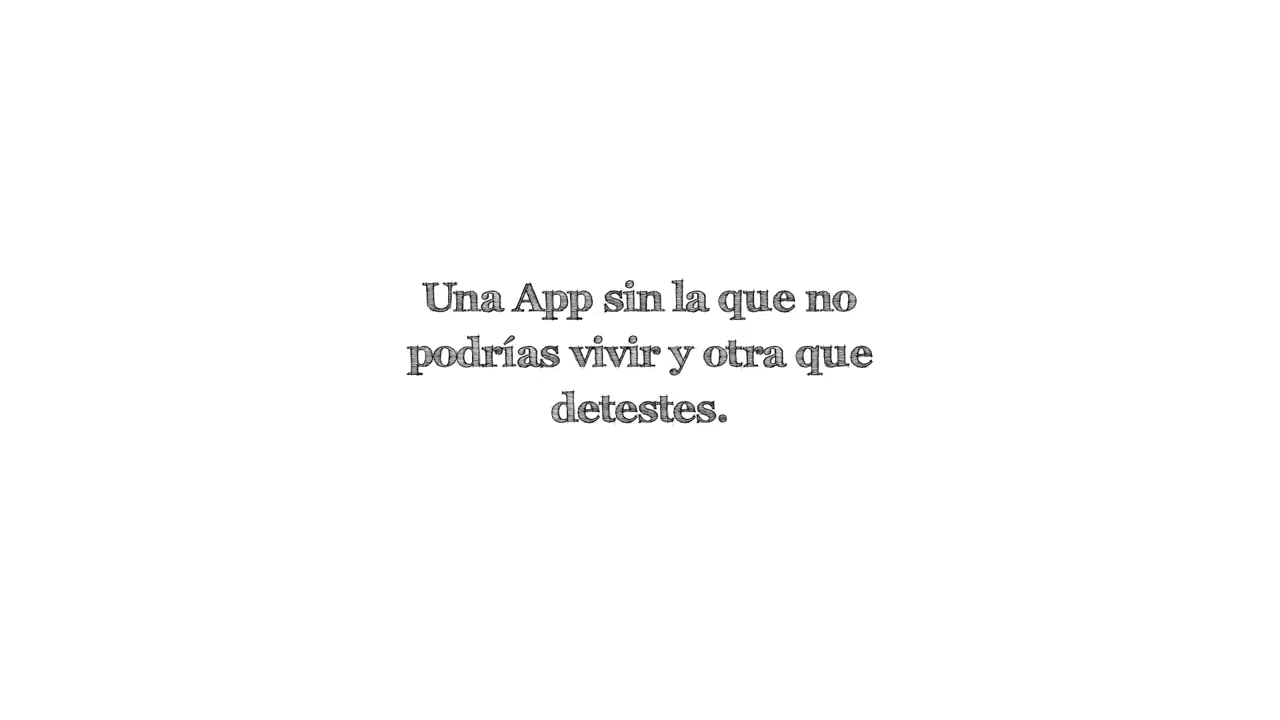 Una App sin la que no
podrías vivir y otra que
detestes.